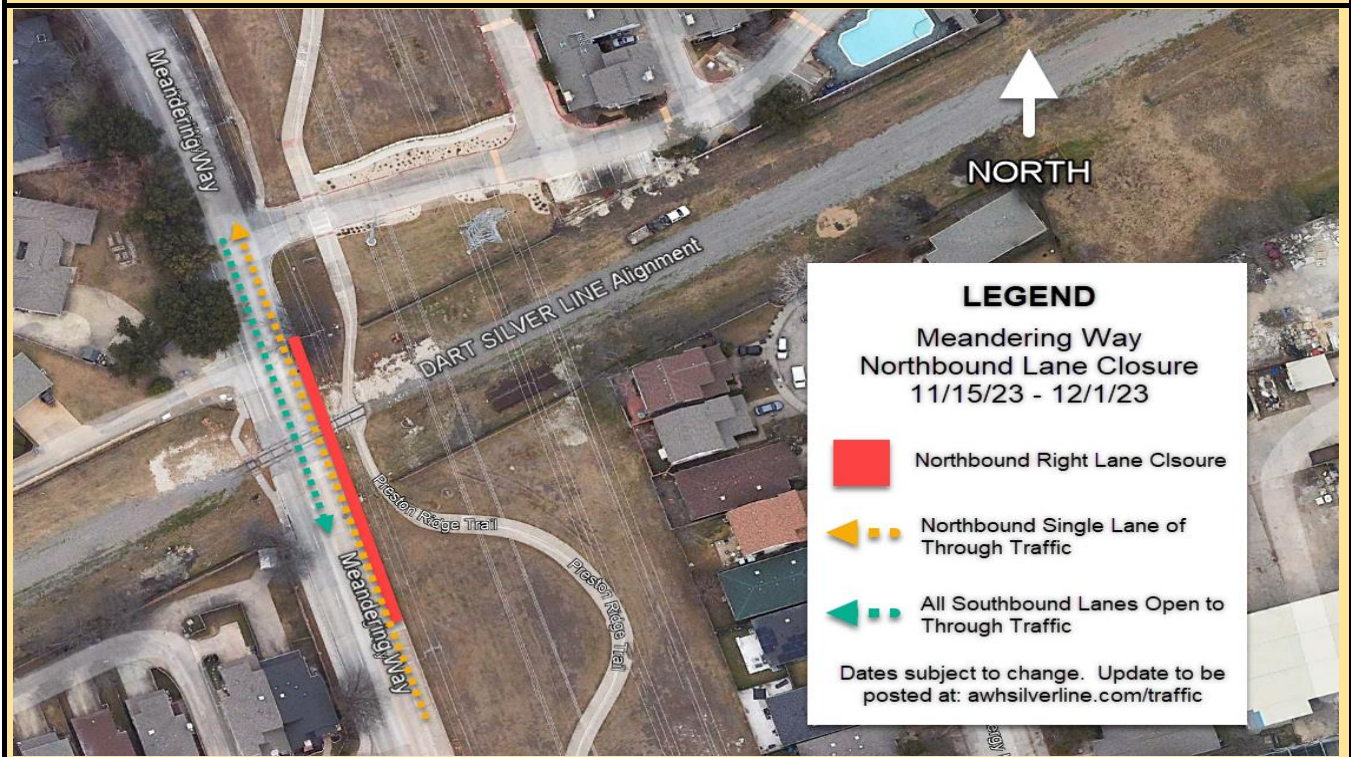 Meandering Way
NORTH
DART SILVER LINE Alignment
LEGEND
Meandering Way
Northbound Lane Closure
11/15/23 - 12/1/23
Northbound Right Lane Clsoure
Northbound Single Lane of
Through Traffic
All Southbound Lanes Open to
Through Traffic
Dates subject to change. Update to be
posted at: awhsilverline.com/traffic
Preston Ridge Trail
Preston Ridge Trail
Meandering Way